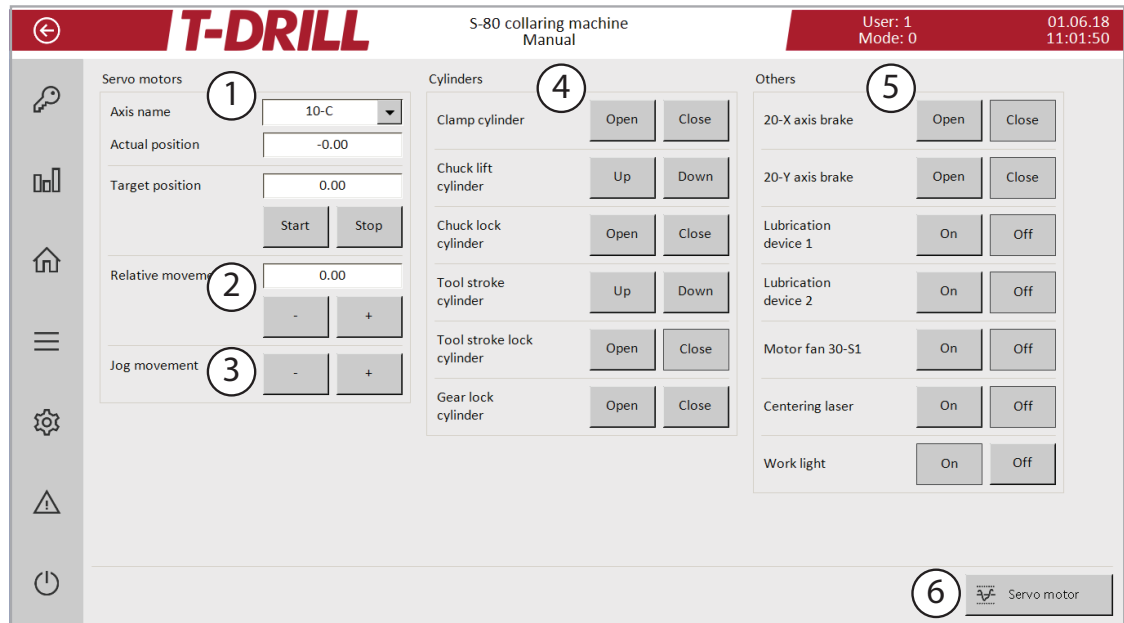 T-DRILL
S-80 collaring machine
Manual
User: 1
Mode: 0
01.06.18
11:01:50
Servo motors
1
Axis name
10-C
Actual position
-0.00
Target position
0.00
Start
Stop
Relative moveme
2
0.00
-
+
Jog movement
3
-
+
Cylinders
4
Clamp cylinder
Open
Close
Chuck lift
cylinder
Up
Down
Chuck lock
cylinder
Open
Close
Tool stroke
cylinder
Up
Down
Tool stroke lock
cylinder
Open
Close
Gear lock
cylinder
Open
Close
Others
5
20-X axis brake
Open
Close
20-Y axis brake
Open
Close
Lubrication
device 1
On
Off
Lubrication
device 2
On
Off
Motor fan 30-S1
On
Off
Centering laser
On
Off
Work light
On
Off
6
Servo motor